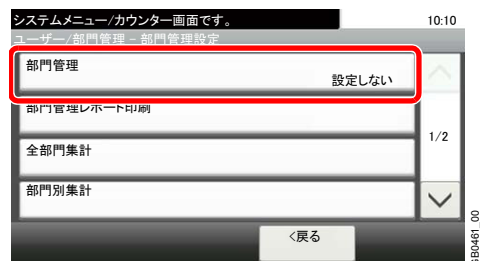 システムメニュー/カウンター画面です。
10:10
ユーザー/部門管理 – 部門管理設定
部門管理
設定しない
部門管理レポート印刷
1/2
全部門集計
部門別集計
<戻る
GB0461_00